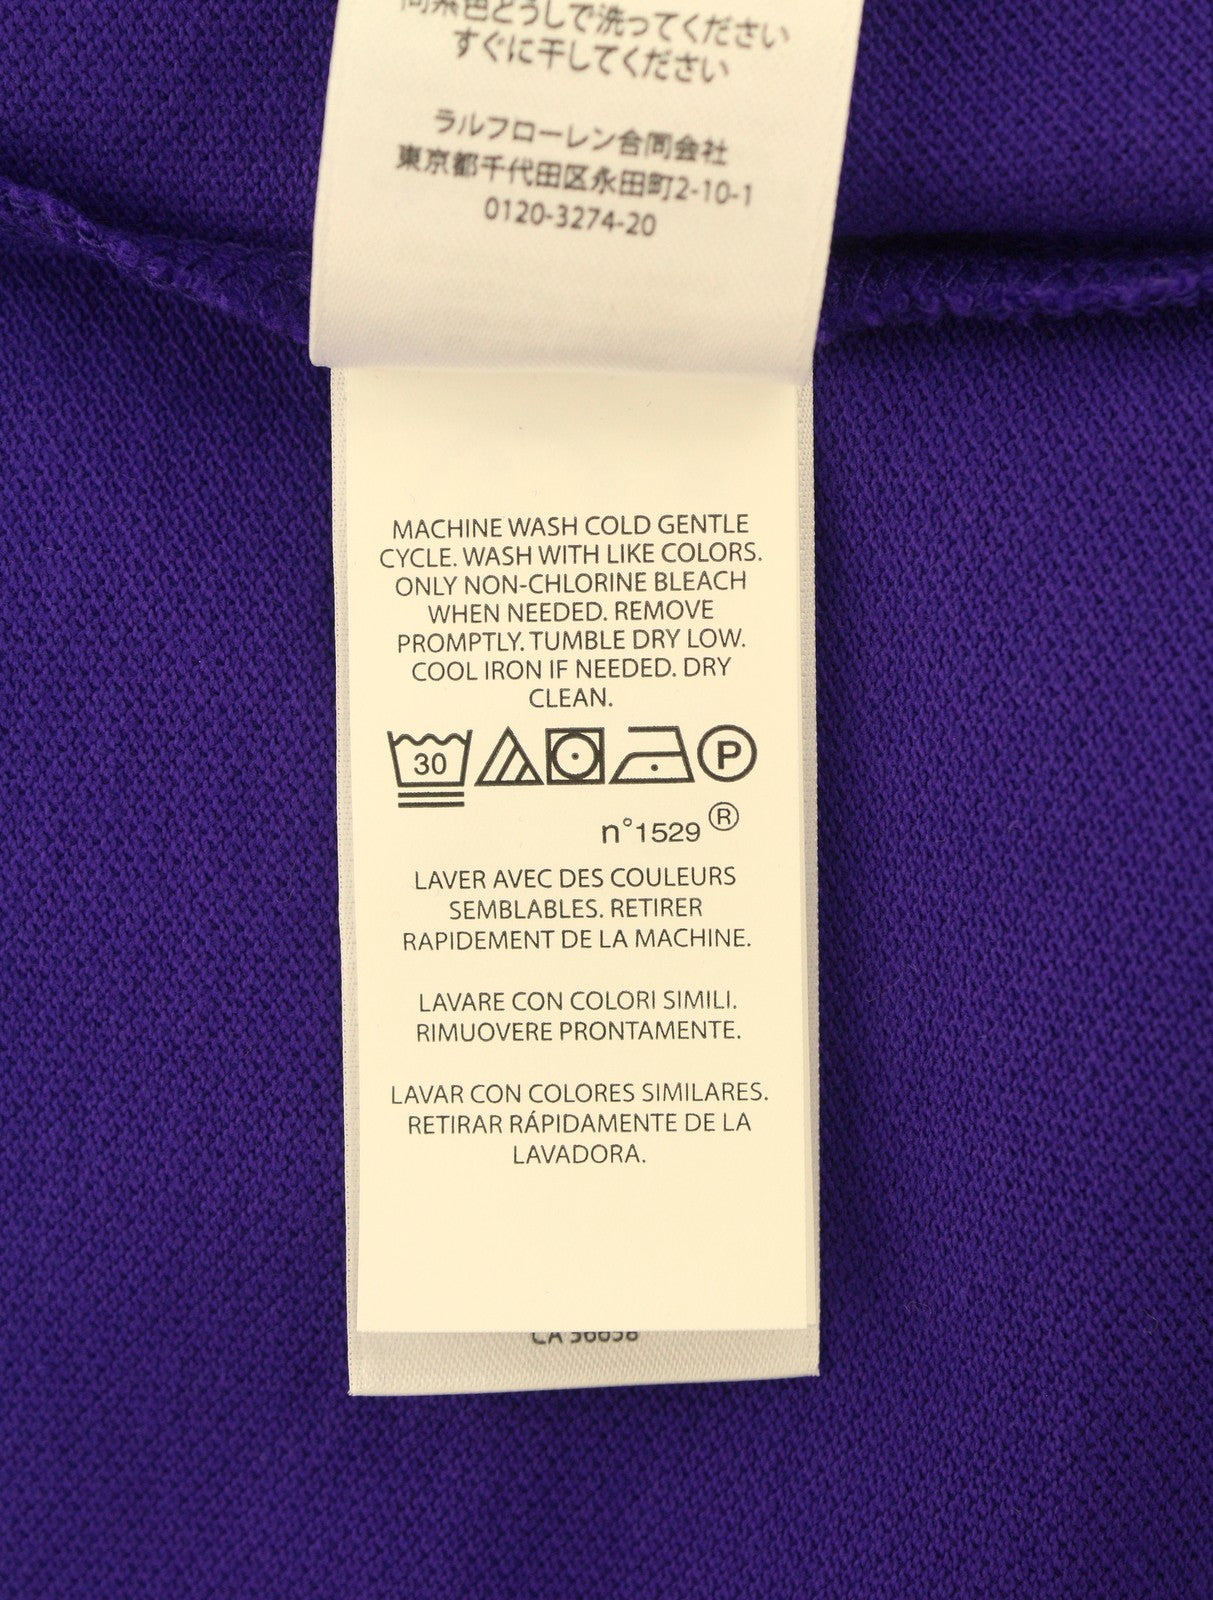 同系色どうしで洗ってください
すぐに干してください
ラルフローレン合同会社
東京都千代田区永田町2-10-1
0120-3274-20
MACHINE WASH COLD GENTLE
CYCLE. WASH WITH LIKE COLORS.
ONLY NON-CHLORINE BLEACH
WHEN NEEDED. REMOVE
PROMPTLY. TUMBLE DRY LOW.
COOL IRON IF NEEDED. DRY
CLEAN.
30 P
n°1529 ®
LAVER AVEC DES COULEURS
SEMBLABLES. RETIRER
RAPIDEMENT DE LA MACHINE.
LAVARE CON COLORI SIMILI.
RIMUOVERE PRONTAMENTE.
LAVAR CON COLORES SIMILARES.
RETIRAR RÁPIDAMENTE DE LA
LAVADORA.
CA